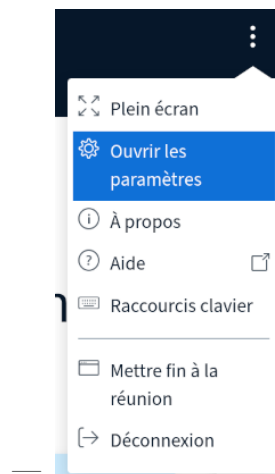 Plein écran
Ouvrir les
paramètres
À propos
Aide
Raccourcis clavier
Mettre fin à la
réunion
Déconnexion